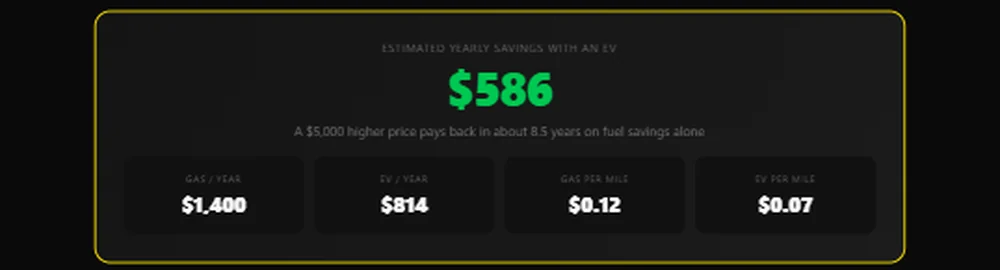 ESTIMATED YEARLY SAVINGS WITH AN EV
$586
A $5,000 higher price pays back in about 8.5 years on fuel savings alone
GAS / YEAR
$1,400
EV / YEAR
$814
GAS PER MILE
$0.12
EV PER MILE
$0.07